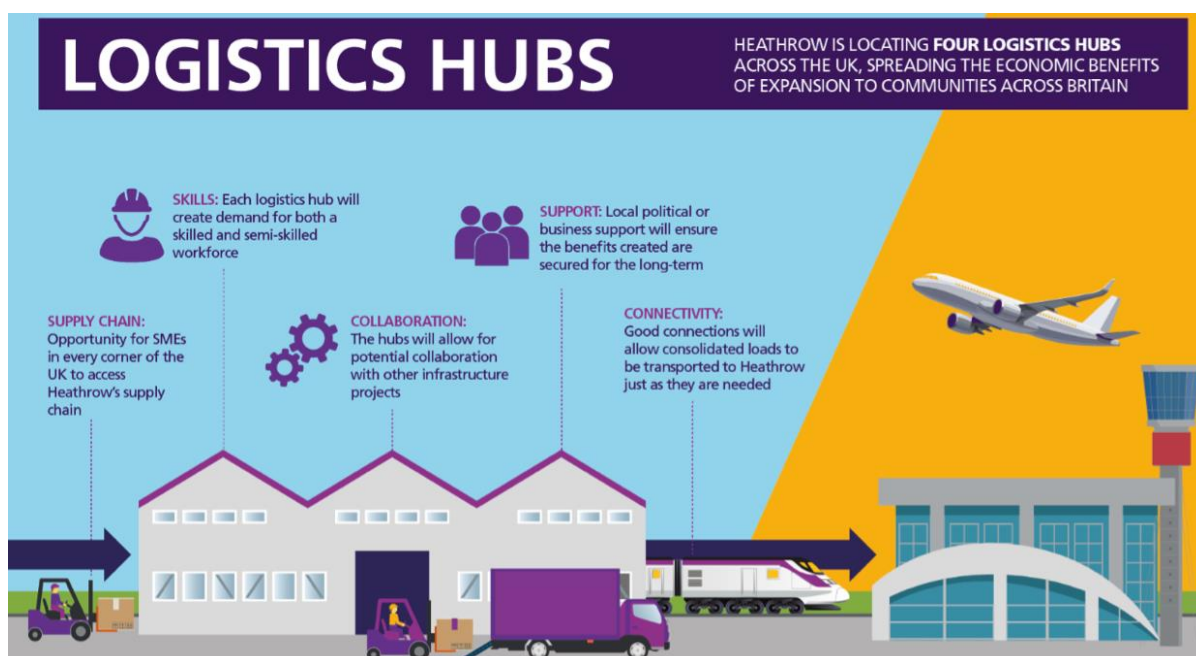 LOGISTICS HUBS
HEATHROW IS LOCATING FOUR LOGISTICS HUBS
ACROSS THE UK, SPREADING THE ECONOMIC BENEFITS
OF EXPANSION TO COMMUNITIES ACROSS BRITAIN
SKILLS: Each logistics hub will
create demand for both a
skilled and semi-skilled
workforce
SUPPORT: Local political or
business support will ensure
the benefits created are
secured for the long-term
SUPPLY CHAIN:
Opportunity for SMEs
in every corner of the
UK to access
Heathrow's supply
chain
COLLABORATION:
The hubs will allow for
potential collaboration
with other infrastructure
projects
CONNECTIVITY:
Good connections will
allow consolidated loads to
be transported to Heathrow
just as they are needed